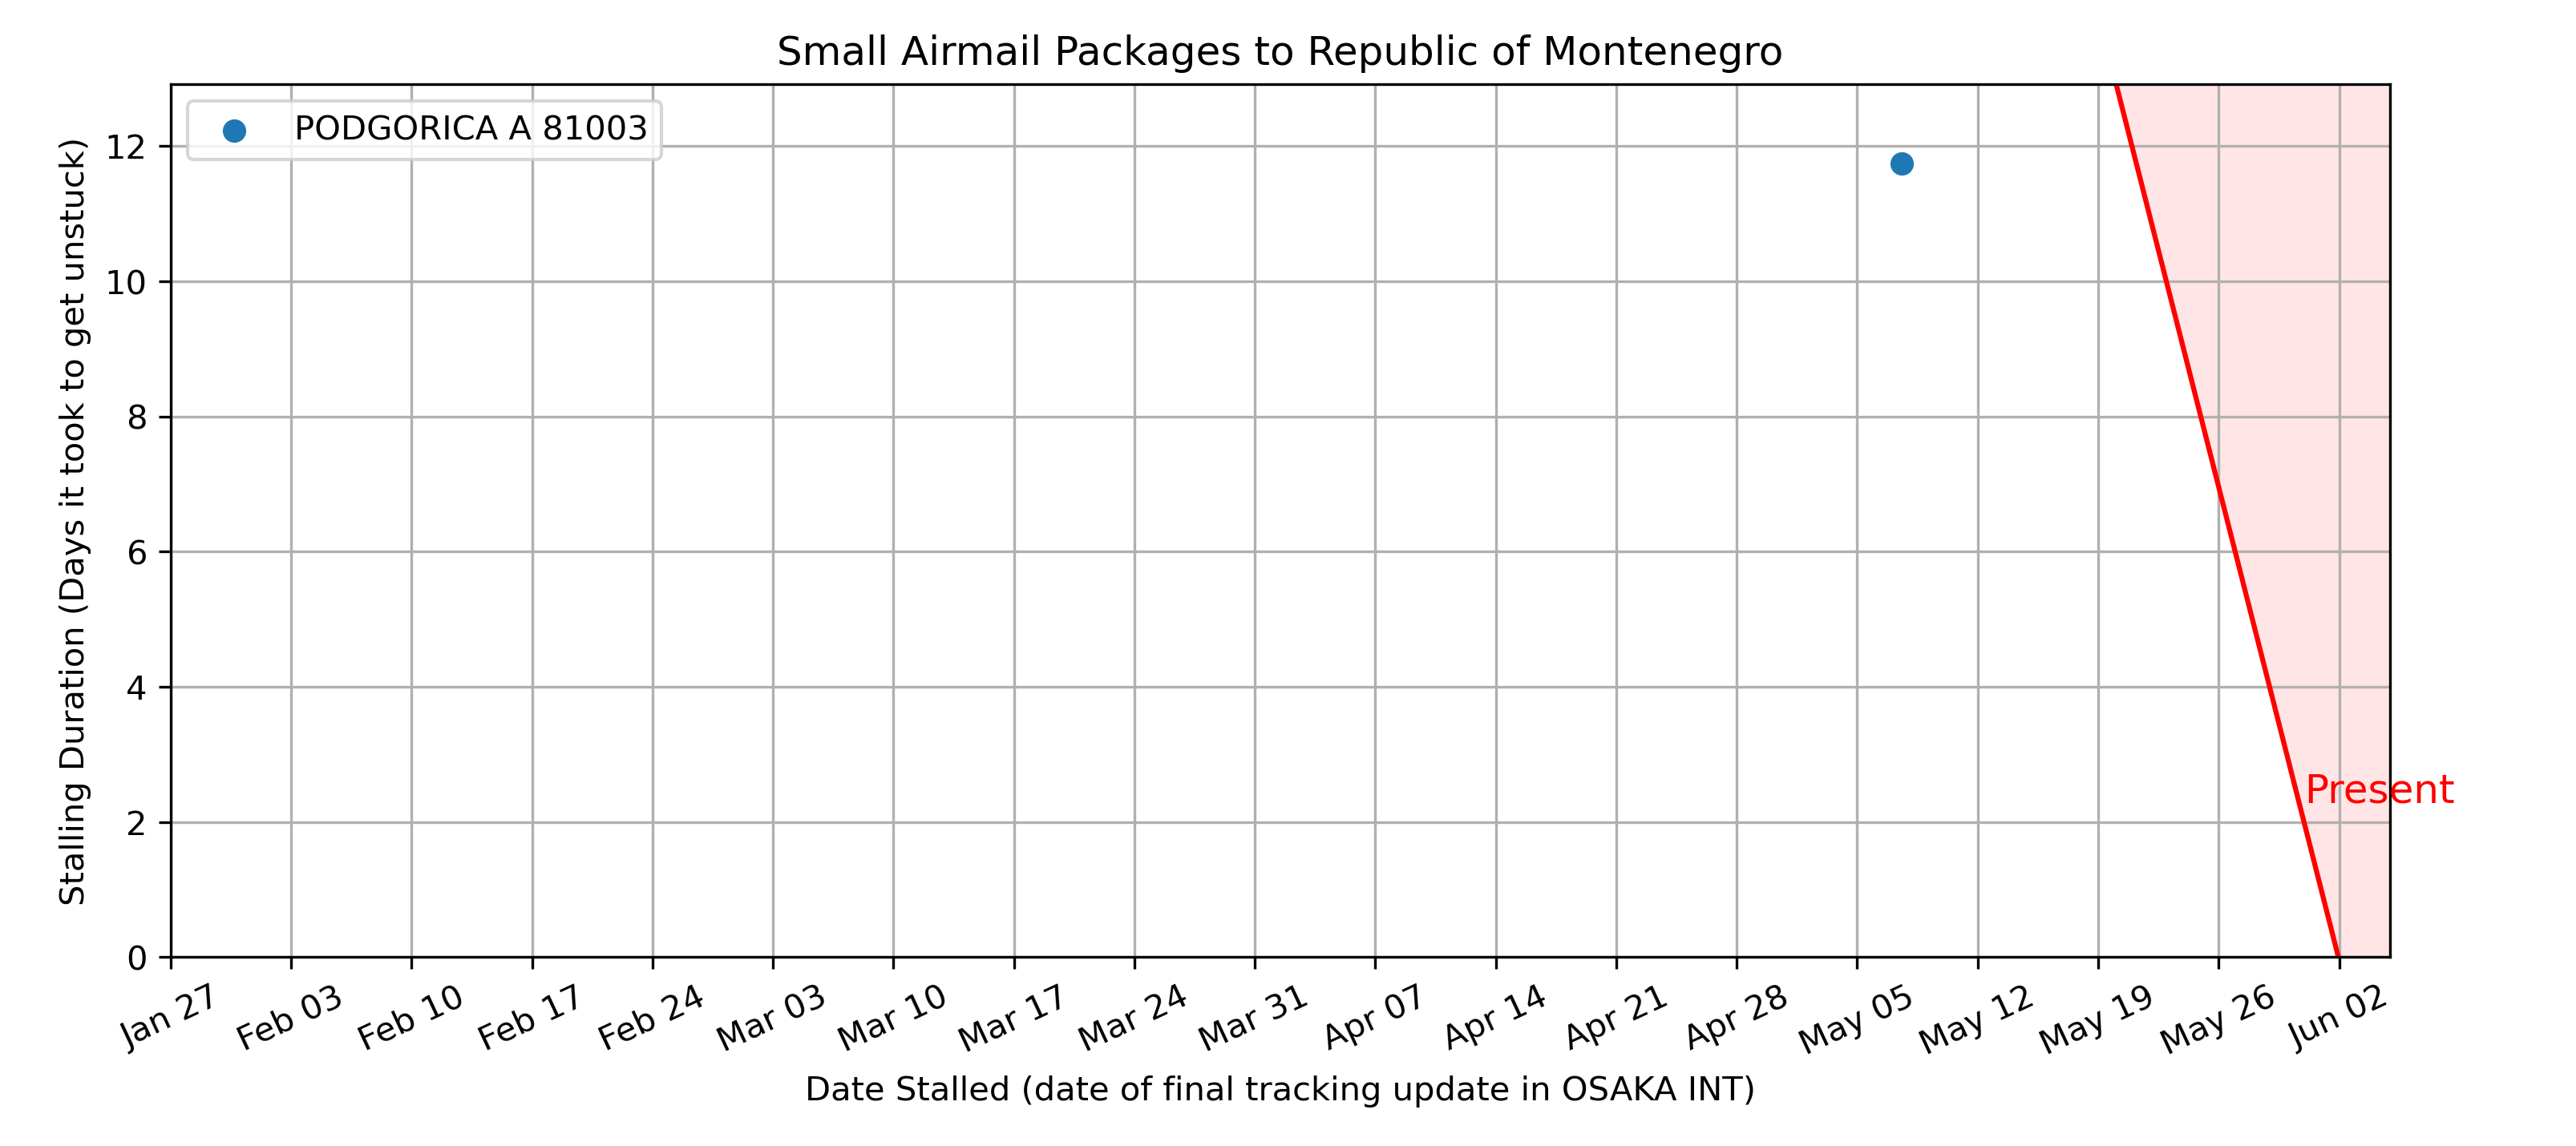 Small Airmail Packages to Republic of Montenegro
PODGORICA A 81003
Stalling Duration (Days it took to get unstuck)
12
10
8
6
4
2
0
Present
Jan 27
Feb 03
Feb 10
Feb 17
Feb 24
Mar 03
Mar 10
Mar 17
Mar 24
Mar 31
Apr 07
Apr 14
Apr 21
Apr 28
May 05
May 12
May 19
May 26
Jun 02
Date Stalled (date of final tracking update in OSAKA INT)